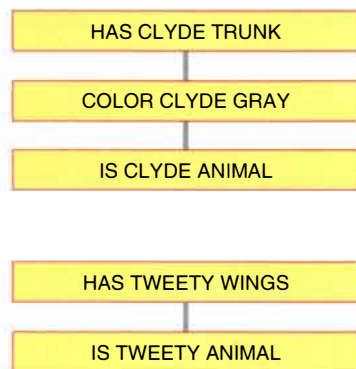 HAS CLYDE TRUNK
COLOR CLYDE GRAY
IS CLYDE ANIMAL
HAS TWEETY WINGS
IS TWEETY ANIMAL